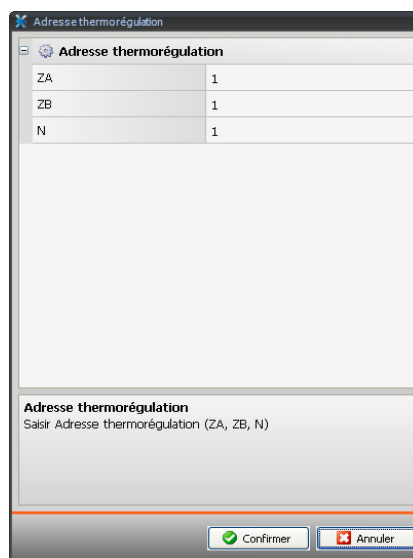 Adresse thermorégulation
Adresse thermorégulation
ZA 1
ZB 1
N 1
Adresse thermorégulation
Saisir Adresse thermorégulation (ZA, ZB, N)
Confirmer Annuler